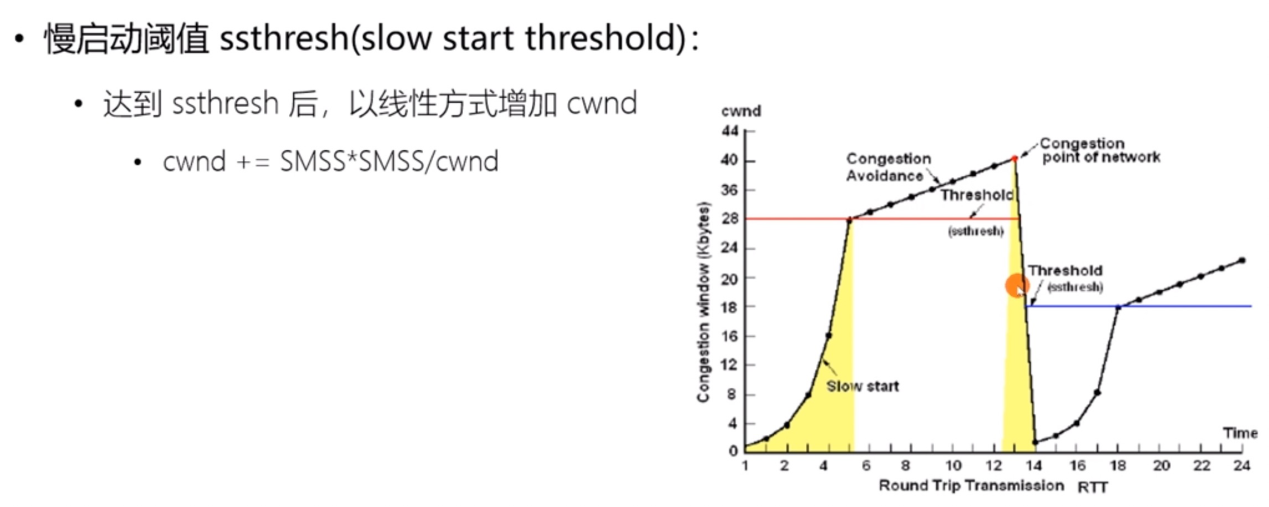 • 慢启动阈值 ssthresh(slow start threshold)：
• 达到 ssthresh 后，以线性方式增加 cwnd
• cwnd += SMSS*SMSS/cwnd
cwnd
44
40
36
28
24
20
18
16
12
8
4
0
Congestion window (Kbytes)
Congestion
Avoidance
Congestion
point of network
Threshold
(ssthresh)
Threshold
(ssthresh)
Slow start
Time
1 2 4 6 8 10 12 14 16 18 20 22 24
Round Trip Transmission RTT